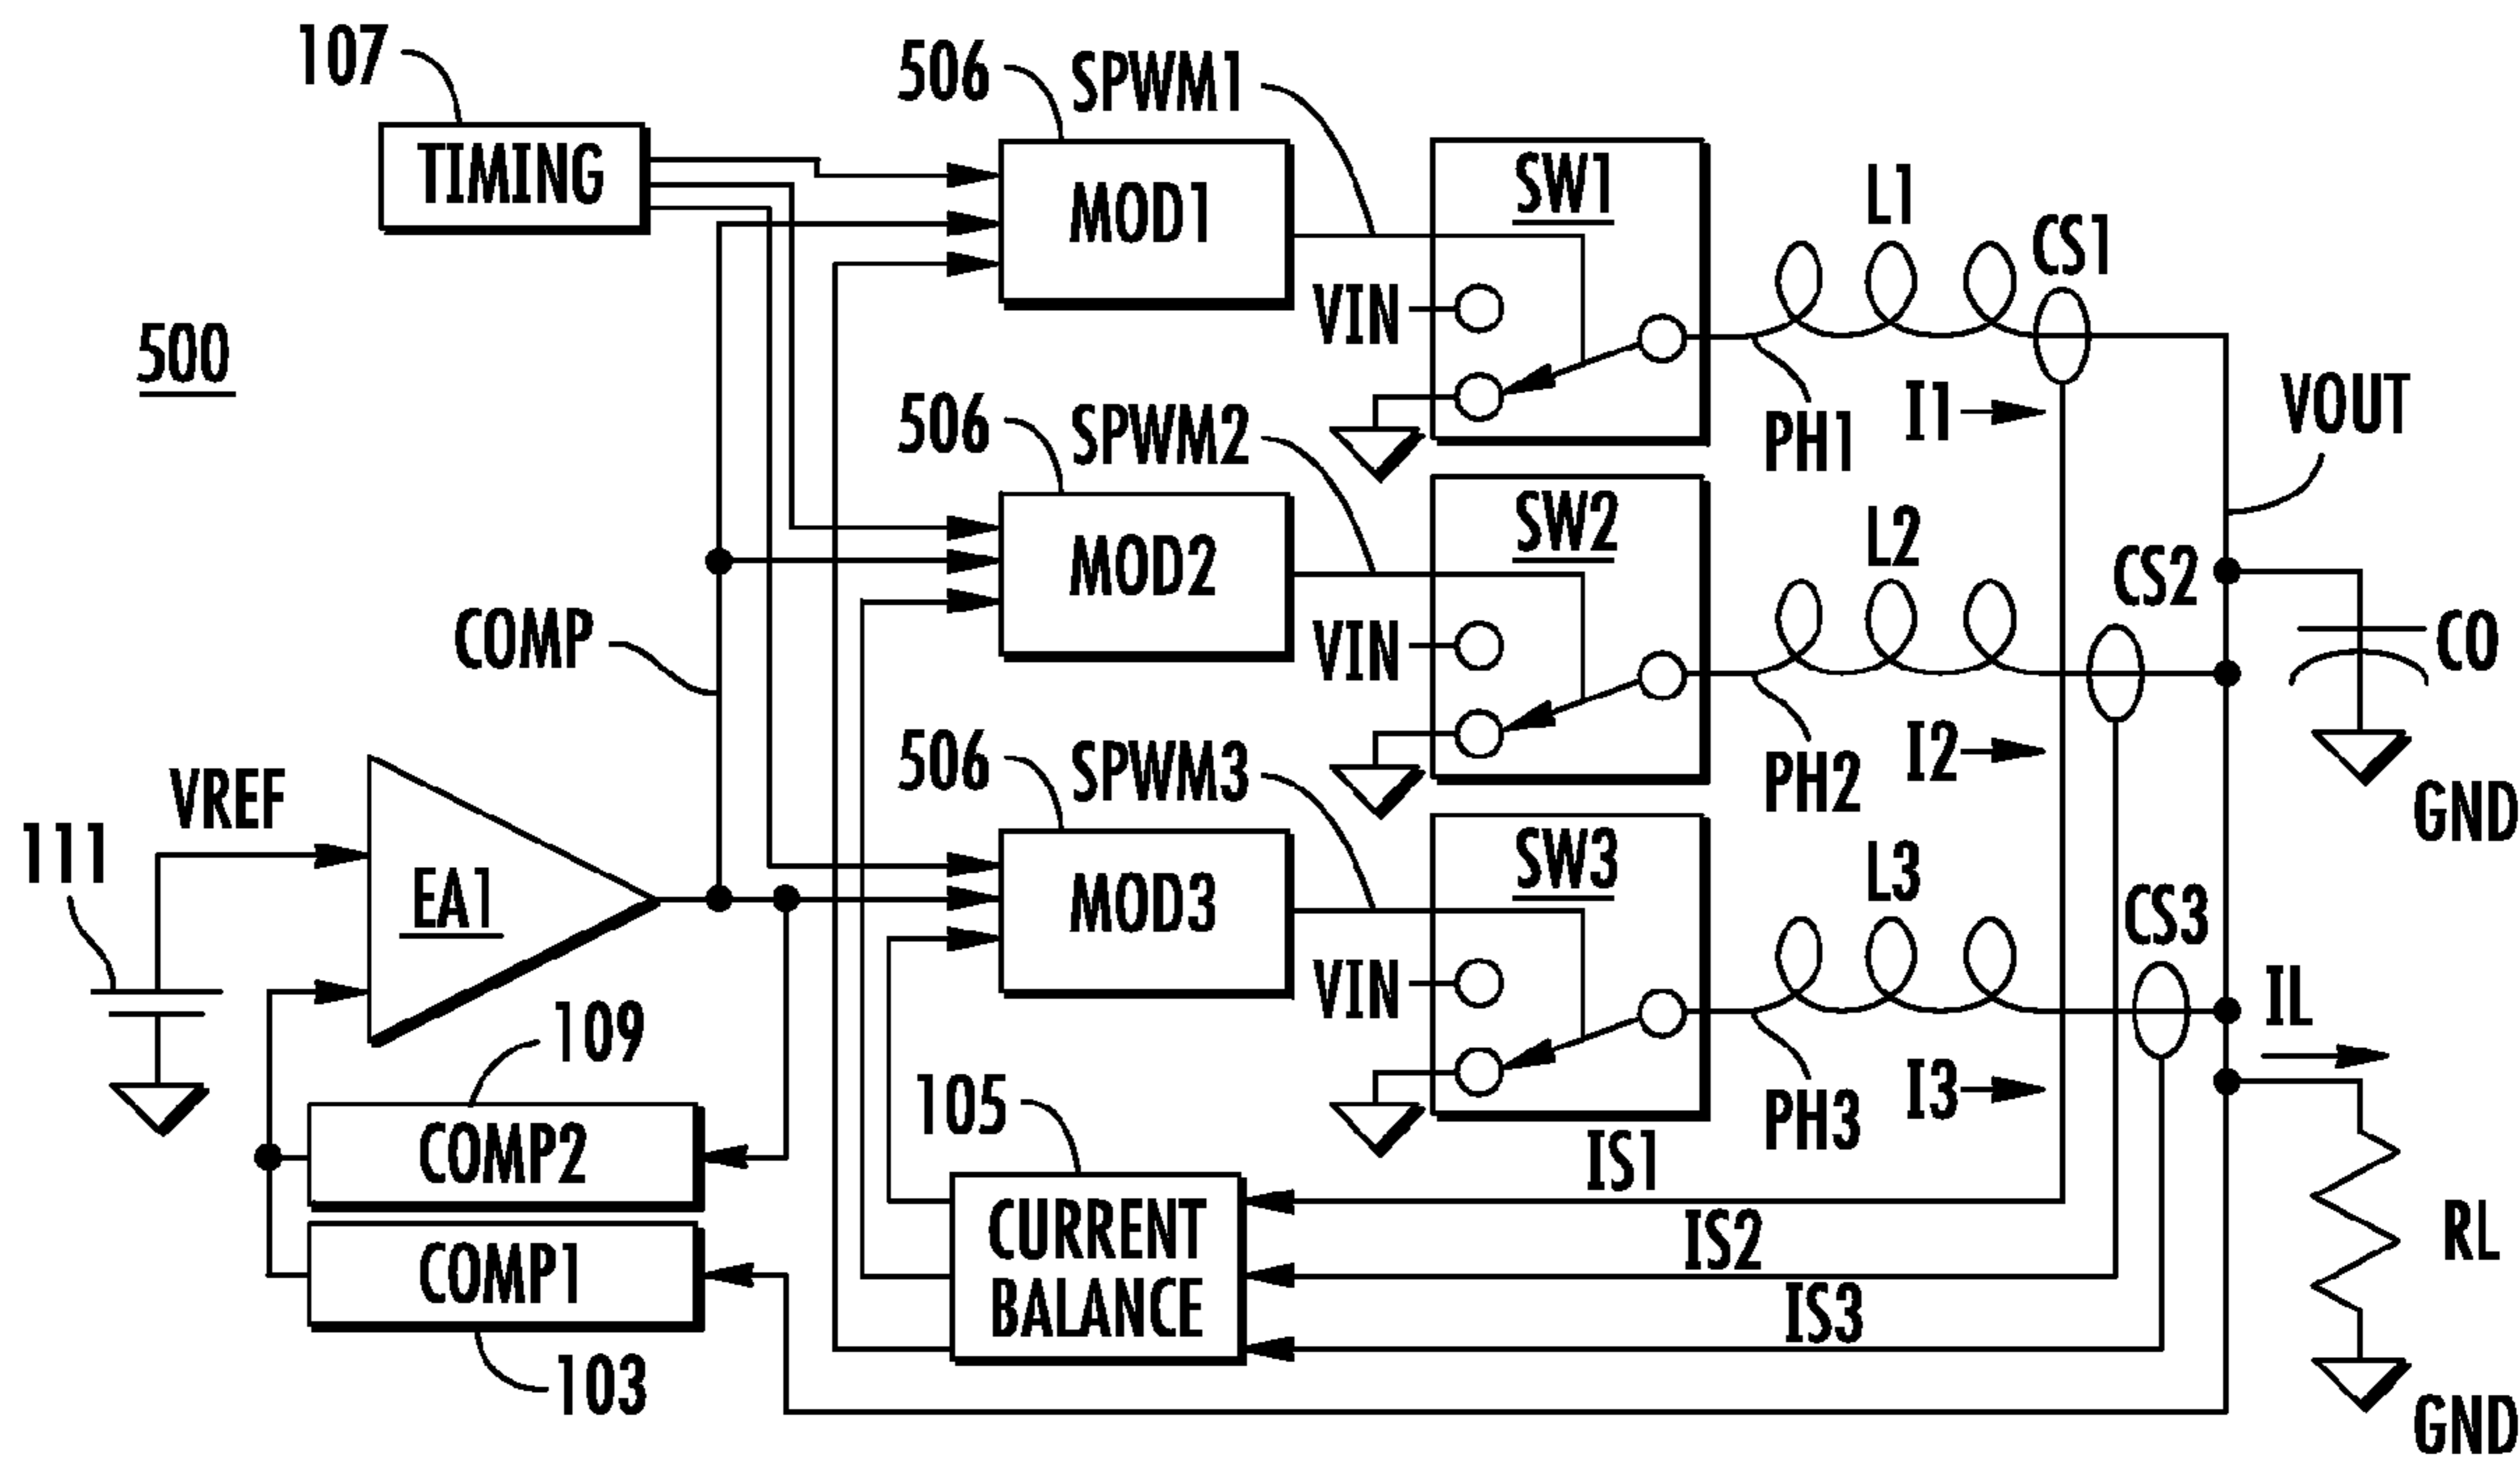 107
506
SPWM1
TIMING
MOD1
SW1
L1
CS1
VIN
500
PH1
I1
VOUT
506
SPWM2
MOD2
SW2
L2
CS2
VIN
COMP
CO
PH2
I2
GND
506
SPWM3
VREF
111
EA1
MOD3
SW3
L3
CS3
VIN
IL
109
105
PH3
I3
COMP2
IS1
CURRENT
BALANCE
IS2
RL
COMP1
IS3
103
GND